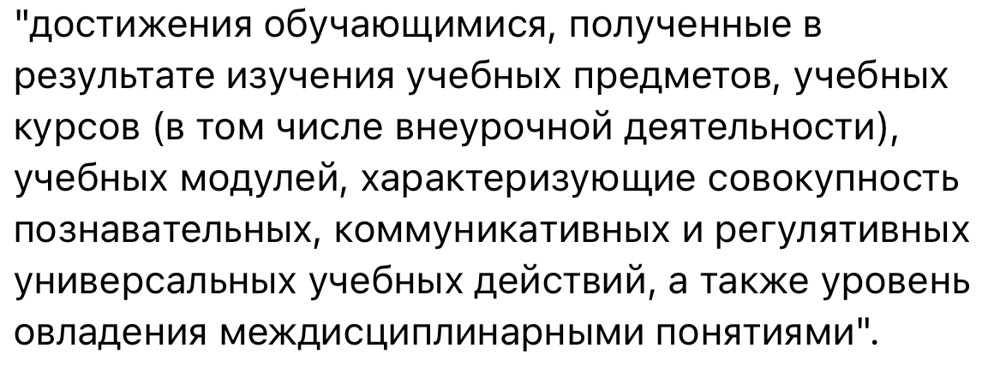 "достижения обучающимися, полученные в
результате изучения учебных предметов, учебных
курсов (в том числе внеурочной деятельности),
учебных модулей, характеризующие совокупность
познавательных, коммуникативных и регулятивных
универсальных учебных действий, а также уровень
овладения междисциплинарными понятиями".